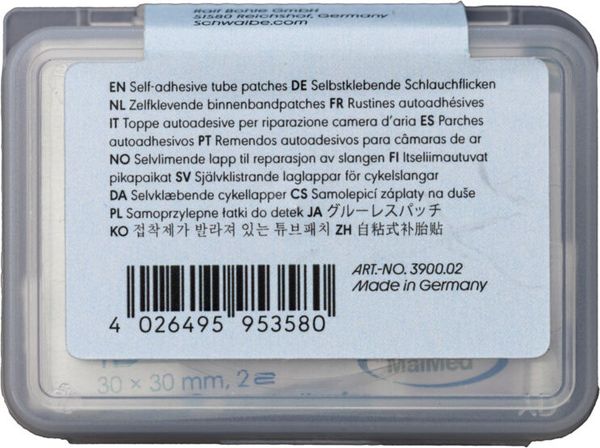 Ralf Bohle GmbH
51580 Reichshof, Germany
Schwalbe.com
EN Self-adhesive tube patches DE Selbstklebende Schlauchflicken
NL Zelfklevende binnenbandpatches FR Rustines autoadhésives
IT Toppe autoadesive per riparazione camera d'aria ES Parches
autoadhesivos PT Remendos autoadesivos para câmaras de ar
NO Selvlimende lapp til reparasjon av slangen FI Itseliimautuvat
pikapaikat SV Självklistrande laglappar för cykelslangar
DA Selvklæbende cykellapper CS Samolepicí záplaty na duše
PL Samoprzylepne łatki do dętek JA グルーレスパッチ
KO 접착제가 발라져 있는 튜브패치 ZH 自粘式补胎贴
ART.-NO. 3900.02
Made in Germany
4 026495 953580
MaiMed
30 × 30 mm, 2